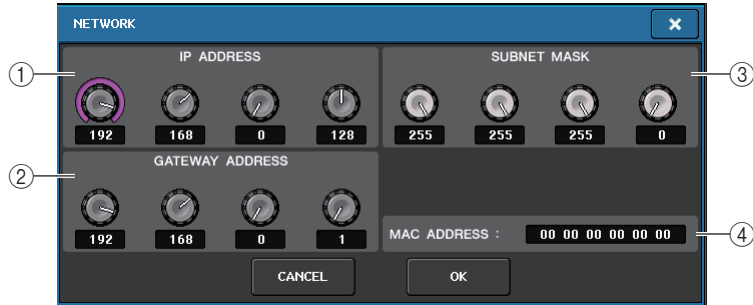 NETWORK
IP ADDRESS
SUBNET MASK
① ③
192 168 0 128 255 255 255 0
GATEWAY ADDRESS
②
192 168 0 1
MAC ADDRESS : 00 00 00 00 00 00 ④
CANCEL OK